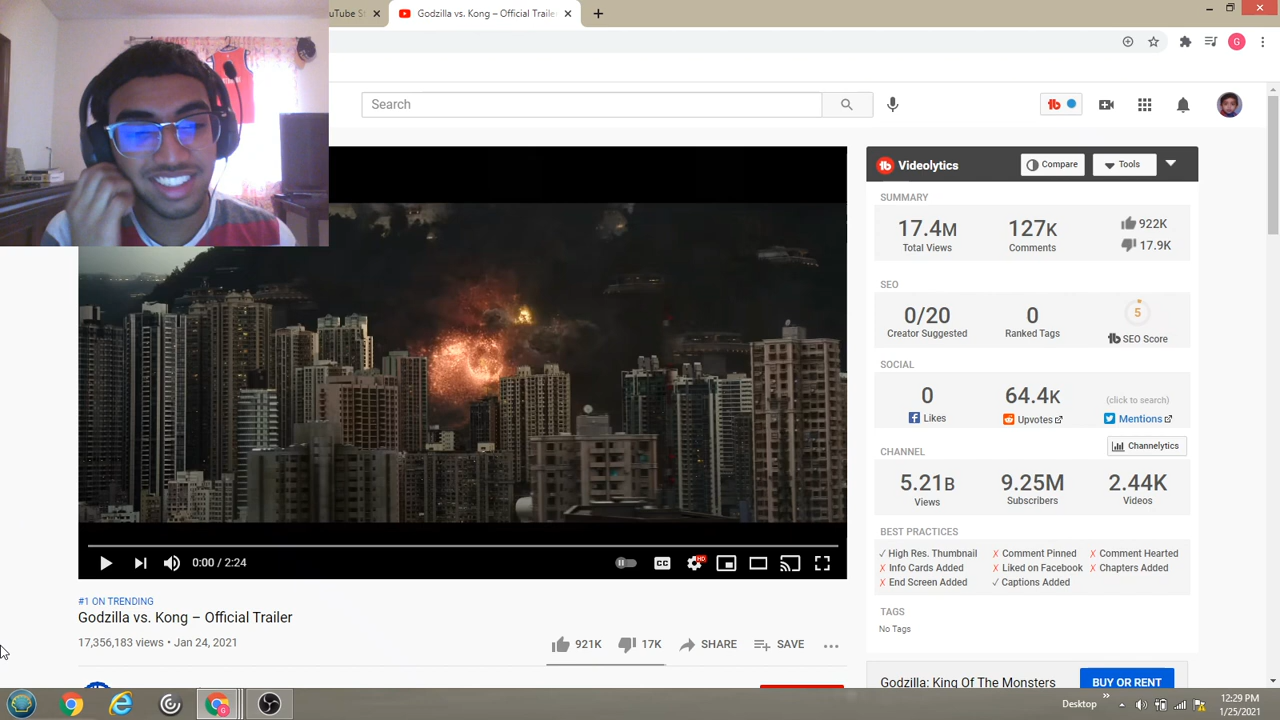 uTube S
Godzilla vs. Kong – Official Trailer
G
Search
Videolytics
Compare
Tools
SUMMARY
17.4M
Total Views
127K
Comments
922K
17.9K
SEO
0/20
Creator Suggested
0
Ranked Tags
5
SEO Score
SOCIAL
0
Likes
64.4K
Upvotes
(click to search)
Mentions
Channelytics
CHANNEL
5.21B
Views
9.25M
Subscribers
2.44K
Videos
BEST PRACTICES
✓ High Res. Thumbnail
✗ Comment Pinned
✗ Comment Hearted
✗ Info Cards Added
✗ Liked on Facebook
✗ Chapters Added
✗ End Screen Added
✓ Captions Added
TAGS
No Tags
0:00 / 2:24
CC
HD
#1 ON TRENDING
Godzilla vs. Kong – Official Trailer
17,356,183 views • Jan 24, 2021
921K
17K
SHARE
SAVE
Godzilla: King Of The Monsters
BUY OR RENT
Desktop
12:29 PM
1/25/2021